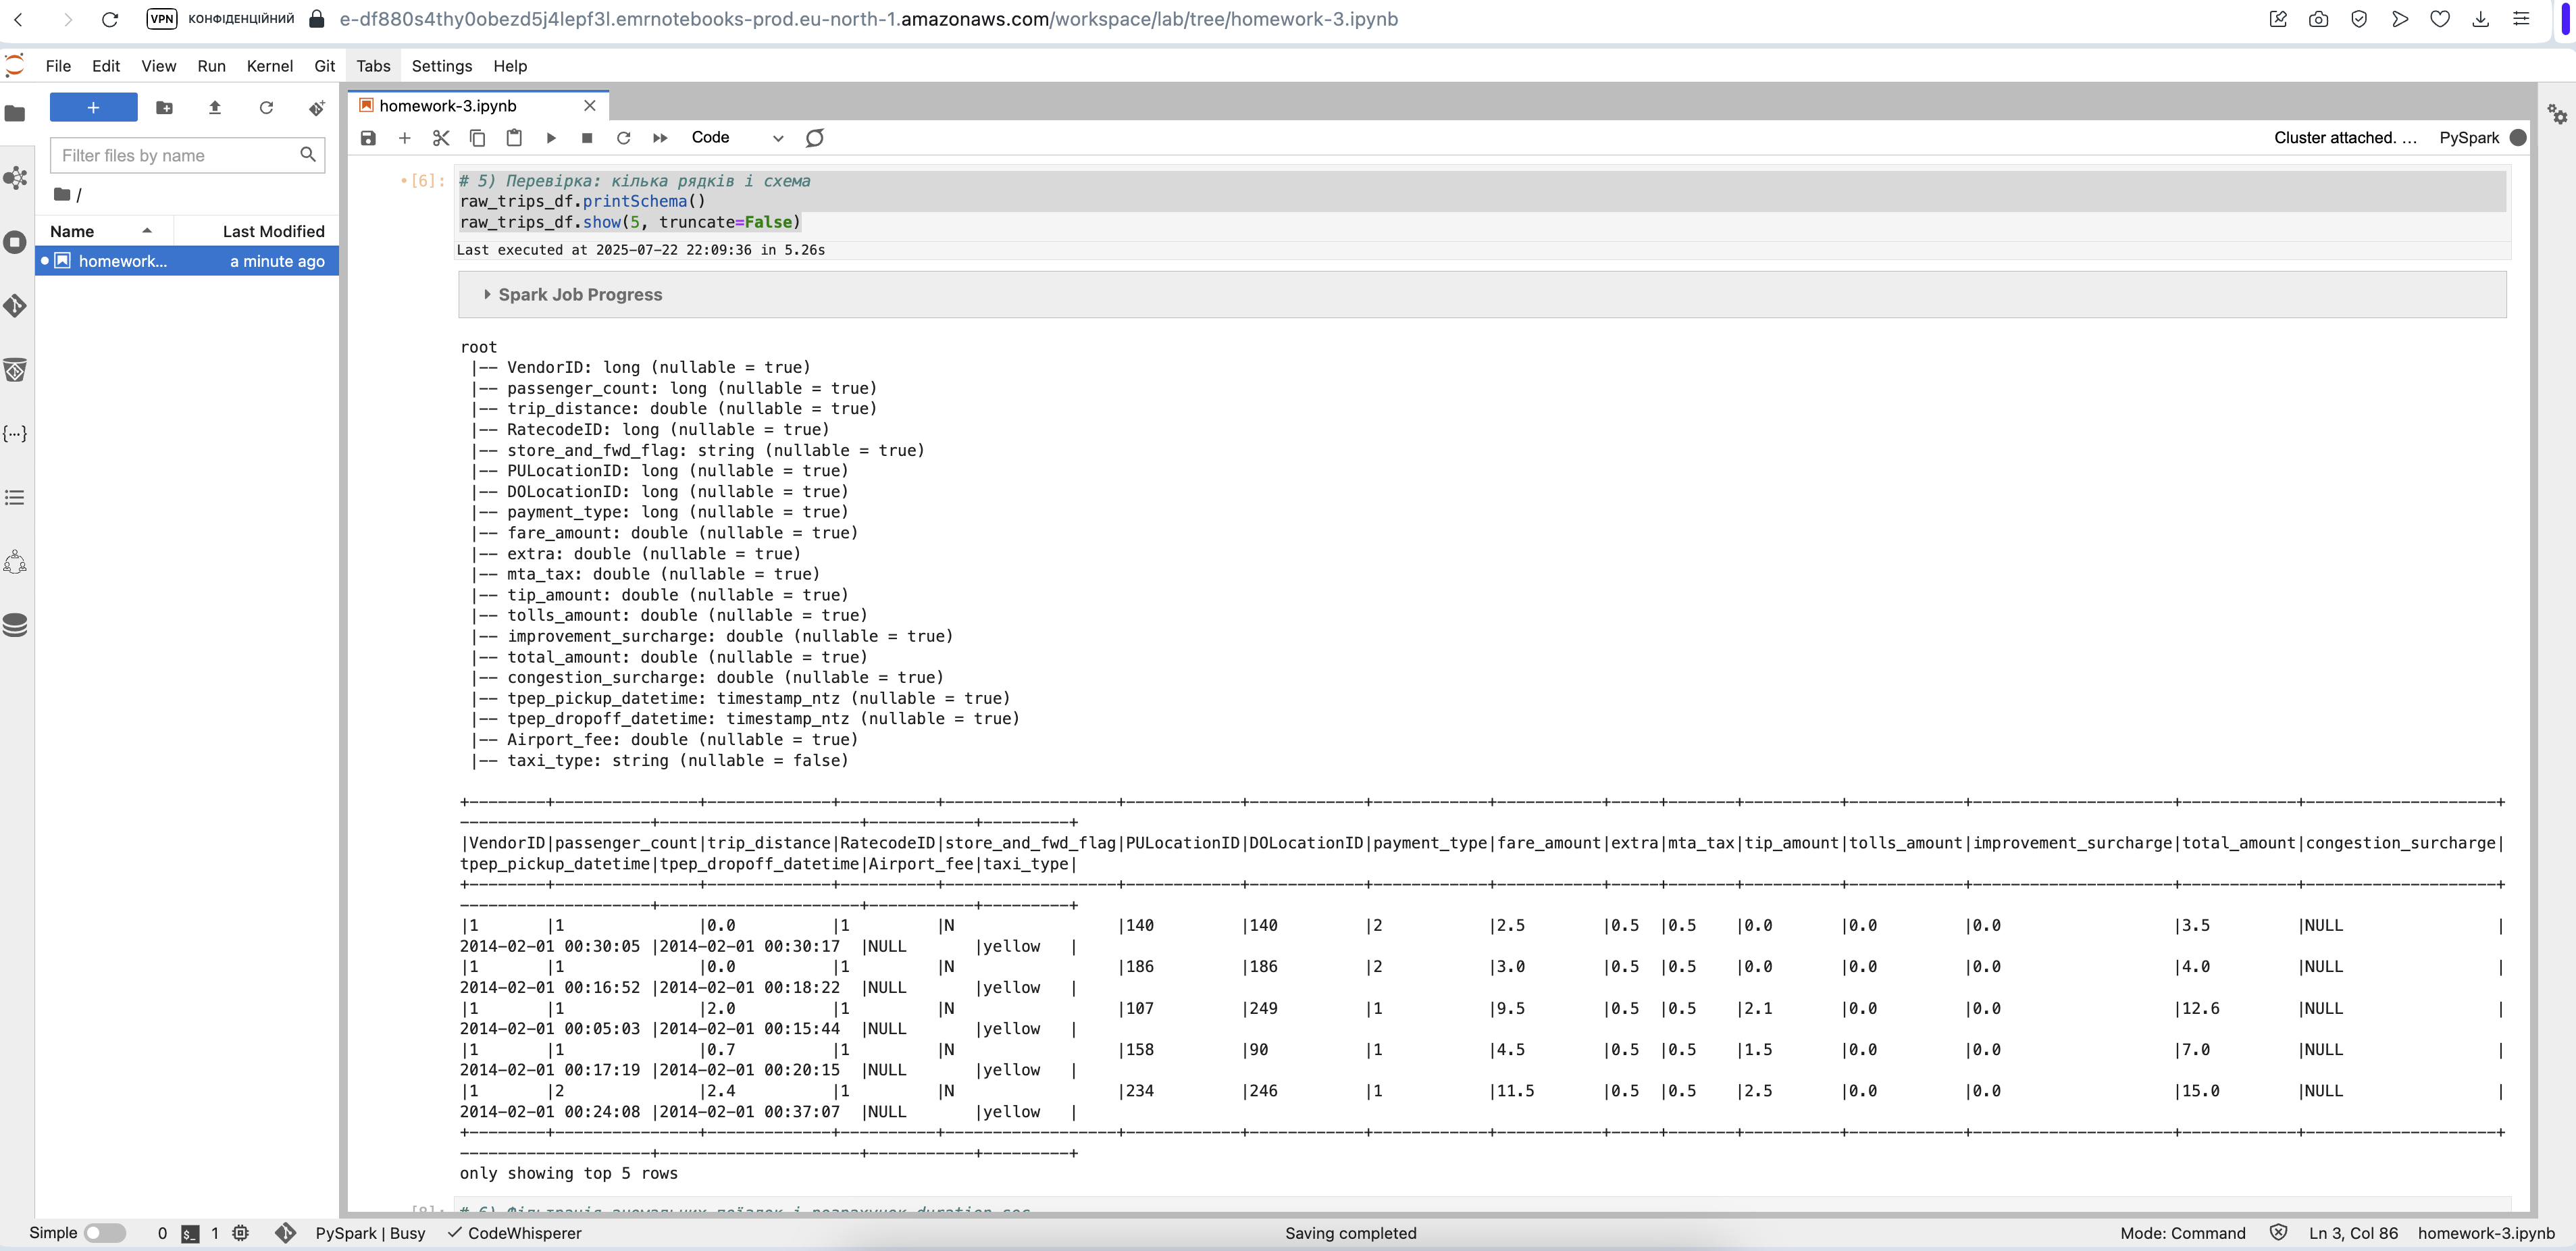 VPN КОНФІДЕНЦІЙНИЙ e-df880s4thy0obezd5j4lepf3l.emrnotebooks-prod.eu-north-1.amazonaws.com/workspace/lab/tree/homework-3.ipynb
File Edit View Run Kernel Git Tabs Settings Help
+
homework-3.ipynb
Filter files by name
/
Name Last Modified
homework... a minute ago
Code
Cluster attached. ... PySpark
[6]:
# 5) Перевірка: кілька рядків і схема
raw_trips_df.printSchema()
raw_trips_df.show(5, truncate=False)
Last executed at 2025-07-22 22:09:36 in 5.26s
Spark Job Progress
root
|-- VendorID: long (nullable = true)
|-- passenger_count: long (nullable = true)
|-- trip_distance: double (nullable = true)
|-- RatecodeID: long (nullable = true)
|-- store_and_fwd_flag: string (nullable = true)
|-- PULocationID: long (nullable = true)
|-- DOLocationID: long (nullable = true)
|-- payment_type: long (nullable = true)
|-- fare_amount: double (nullable = true)
|-- extra: double (nullable = true)
|-- mta_tax: double (nullable = true)
|-- tip_amount: double (nullable = true)
|-- tolls_amount: double (nullable = true)
|-- improvement_surcharge: double (nullable = true)
|-- total_amount: double (nullable = true)
|-- congestion_surcharge: double (nullable = true)
|-- tpep_pickup_datetime: timestamp_ntz (nullable = true)
|-- tpep_dropoff_datetime: timestamp_ntz (nullable = true)
|-- Airport_fee: double (nullable = true)
|-- taxi_type: string (nullable = false)
|VendorID|passenger_count|trip_distance|RatecodeID|store_and_fwd_flag|PULocationID|DOLocationID|payment_type|fare_amount|extra|mta_tax|tip_amount|tolls_amount|improvement_surcharge|total_amount|congestion_surcharge|
tpep_pickup_datetime|tpep_dropoff_datetime|Airport_fee|taxi_type|
|1 |1 |0.0 |1 |N |140 |140 |2 |2.5 |0.5 |0.5 |0.0 |0.0 |0.0 |3.5 |NULL |
2014-02-01 00:30:05 |2014-02-01 00:30:17 |NULL |yellow |
|1 |1 |0.0 |1 |N |186 |186 |2 |3.0 |0.5 |0.5 |0.0 |0.0 |0.0 |4.0 |NULL |
2014-02-01 00:16:52 |2014-02-01 00:18:22 |NULL |yellow |
|1 |1 |2.0 |1 |N |107 |249 |1 |9.5 |0.5 |0.5 |2.1 |0.0 |0.0 |12.6 |NULL |
2014-02-01 00:05:03 |2014-02-01 00:15:44 |NULL |yellow |
|1 |1 |0.7 |1 |N |158 |90 |1 |4.5 |0.5 |0.5 |1.5 |0.0 |0.0 |7.0 |NULL |
2014-02-01 00:17:19 |2014-02-01 00:20:15 |NULL |yellow |
|1 |2 |2.4 |1 |N |234 |246 |1 |11.5 |0.5 |0.5 |2.5 |0.0 |0.0 |15.0 |NULL |
2014-02-01 00:24:08 |2014-02-01 00:37:07 |NULL |yellow |
only showing top 5 rows
Simple 0 1 PySpark | Busy CodeWhisperer Saving completed Mode: Command Ln 3, Col 86 homework-3.ipynb